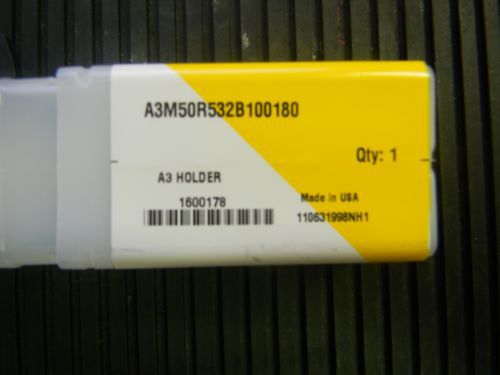 A3M50R532B100180
Qty: 1
A3 HOLDER
1600178
Made in USA
110631998NH1